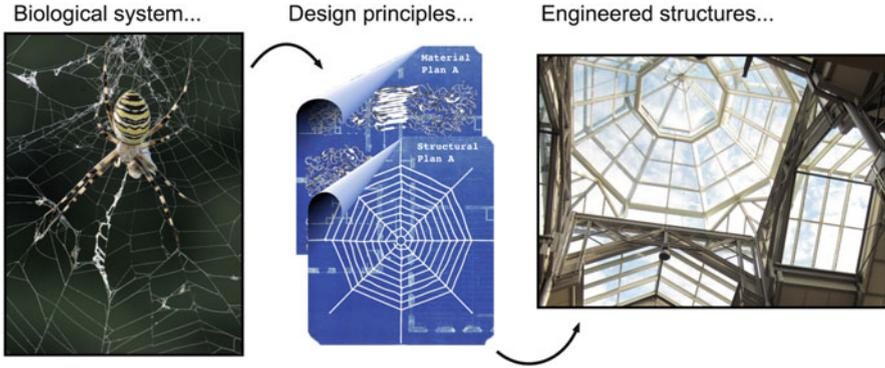 Biological system...
Design principles...
Engineered structures...
Material
Plan A
Structural
Plan A